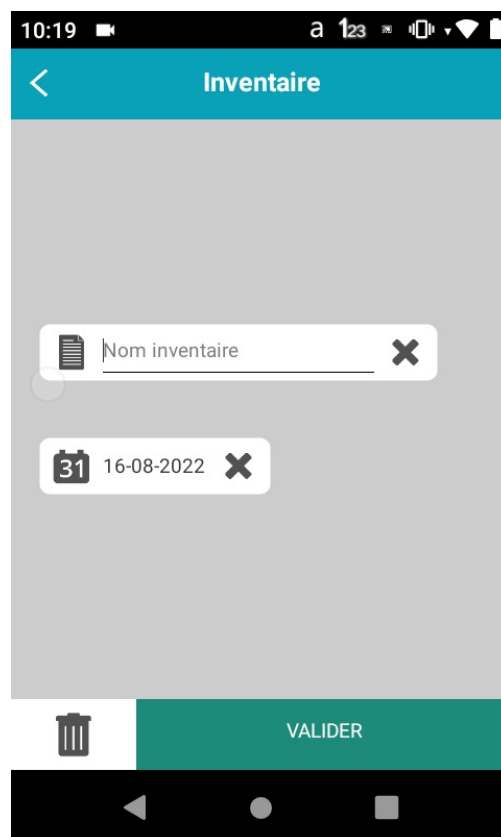 10:19 a 123
Inventaire
Nom inventaire
31 16-08-2022
VALIDER